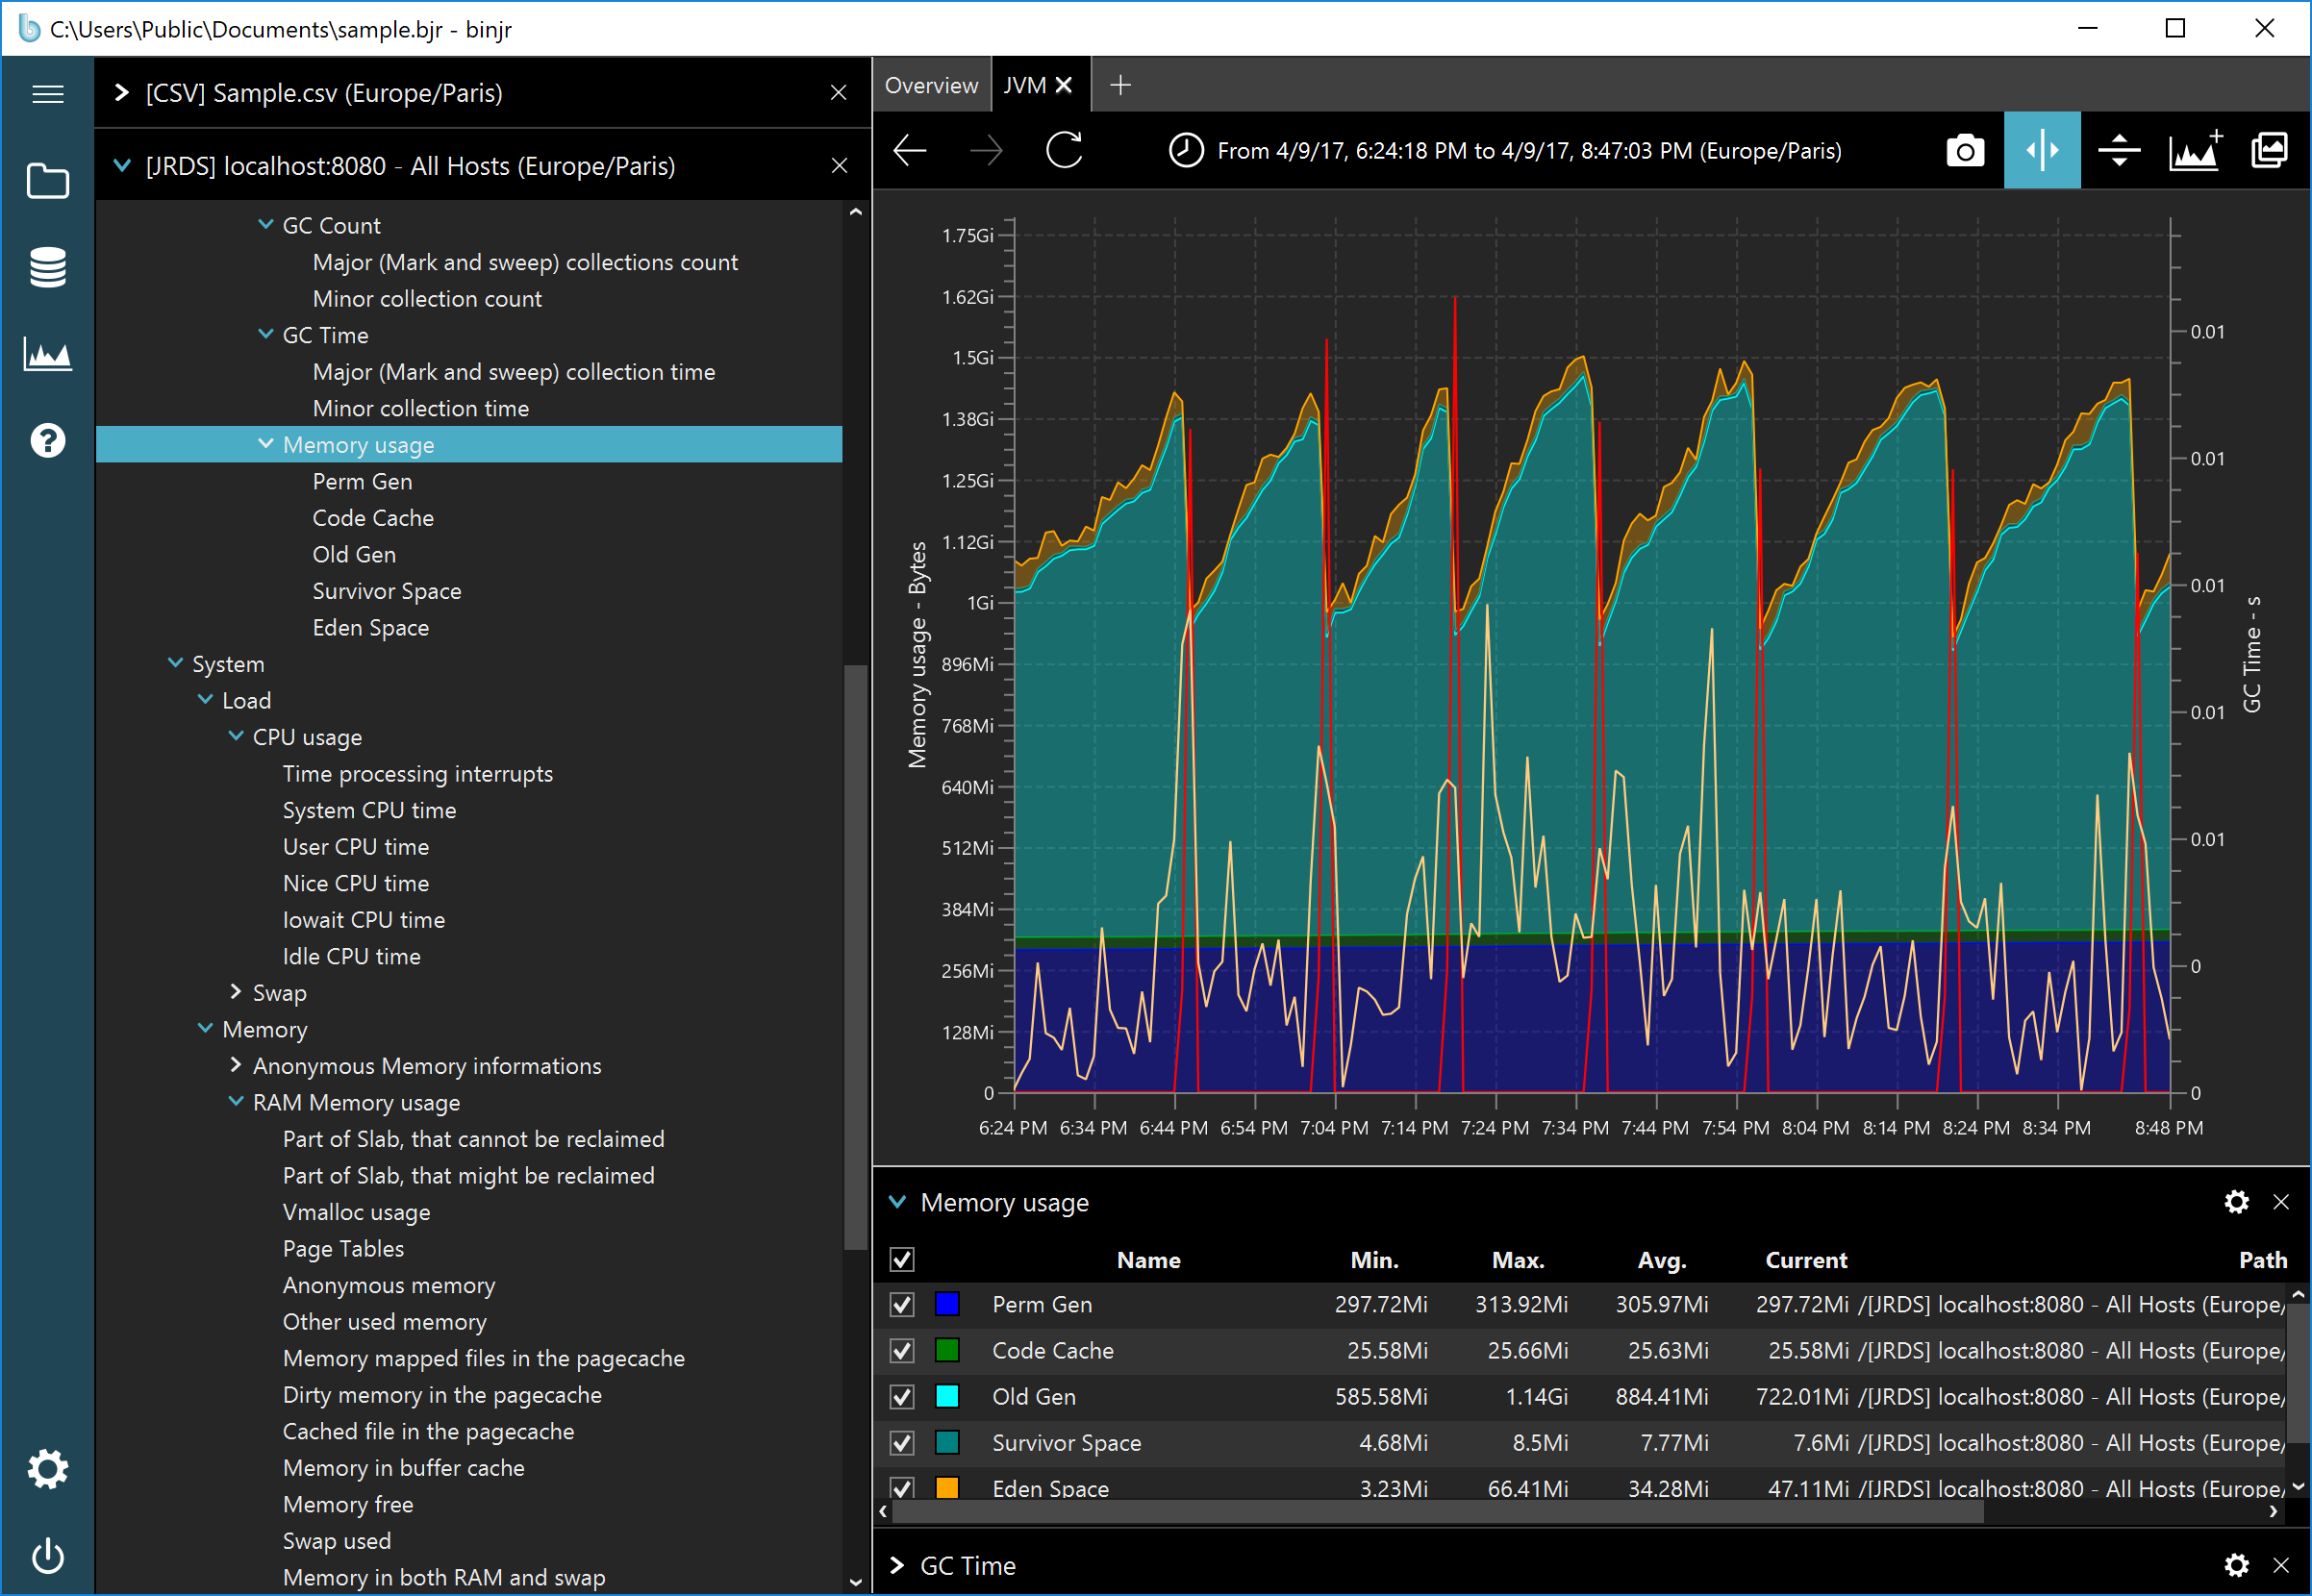 C:\Users\Public\Documents\sample.bjr - binjr
[CSV] Sample.csv (Europe/Paris)
[JRDS] localhost:8080 - All Hosts (Europe/Paris)
GC Count
Major (Mark and sweep) collections count
Minor collection count
GC Time
Major (Mark and sweep) collection time
Minor collection time
Memory usage
Perm Gen
Code Cache
Old Gen
Survivor Space
Eden Space
System
Load
CPU usage
Time processing interrupts
System CPU time
User CPU time
Nice CPU time
Iowait CPU time
Idle CPU time
Swap
Memory
Anonymous Memory informations
RAM Memory usage
Part of Slab, that cannot be reclaimed
Part of Slab, that might be reclaimed
Vmalloc usage
Page Tables
Anonymous memory
Other used memory
Memory mapped files in the pagecache
Dirty memory in the pagecache
Cached file in the pagecache
Memory in buffer cache
Memory free
Swap used
Memory in both RAM and swap
Overview JVM
From 4/9/17, 6:24:18 PM to 4/9/17, 8:47:03 PM (Europe/Paris)
Memory usage - Bytes
1.75Gi
1.62Gi
1.5Gi
1.38Gi
1.25Gi
1.12Gi
1Gi
896Mi
768Mi
640Mi
512Mi
384Mi
256Mi
128Mi
0
0.01
0.01
0.01
0.01
0.01
0
0
GC Time - s
6:24 PM 6:34 PM 6:44 PM 6:54 PM 7:04 PM 7:14 PM 7:24 PM 7:34 PM 7:44 PM 7:54 PM 8:04 PM 8:14 PM 8:24 PM 8:34 PM 8:48 PM
Memory usage
Name Min. Max. Avg. Current Path
Perm Gen 297.72Mi 313.92Mi 305.97Mi 297.72Mi /[JRDS] localhost:8080 - All Hosts (Europe/
Code Cache 25.58Mi 25.66Mi 25.63Mi 25.58Mi /[JRDS] localhost:8080 - All Hosts (Europe/
Old Gen 585.58Mi 1.14Gi 884.41Mi 722.01Mi /[JRDS] localhost:8080 - All Hosts (Europe/
Survivor Space 4.68Mi 8.5Mi 7.77Mi 7.6Mi /[JRDS] localhost:8080 - All Hosts (Europe/
Eden Space 3.23Mi 66.41Mi 34.28Mi 47.11Mi /[JRDS] localhost:8080 - All Hosts (Europe/
GC Time